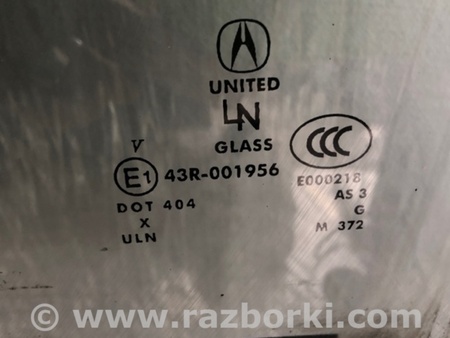 UNITED
LN
GLASS
V
E1 43R-001956
CCC
E000218
DOT 404
AS 3
X
G
ULN
M 372
© www.razborki.com